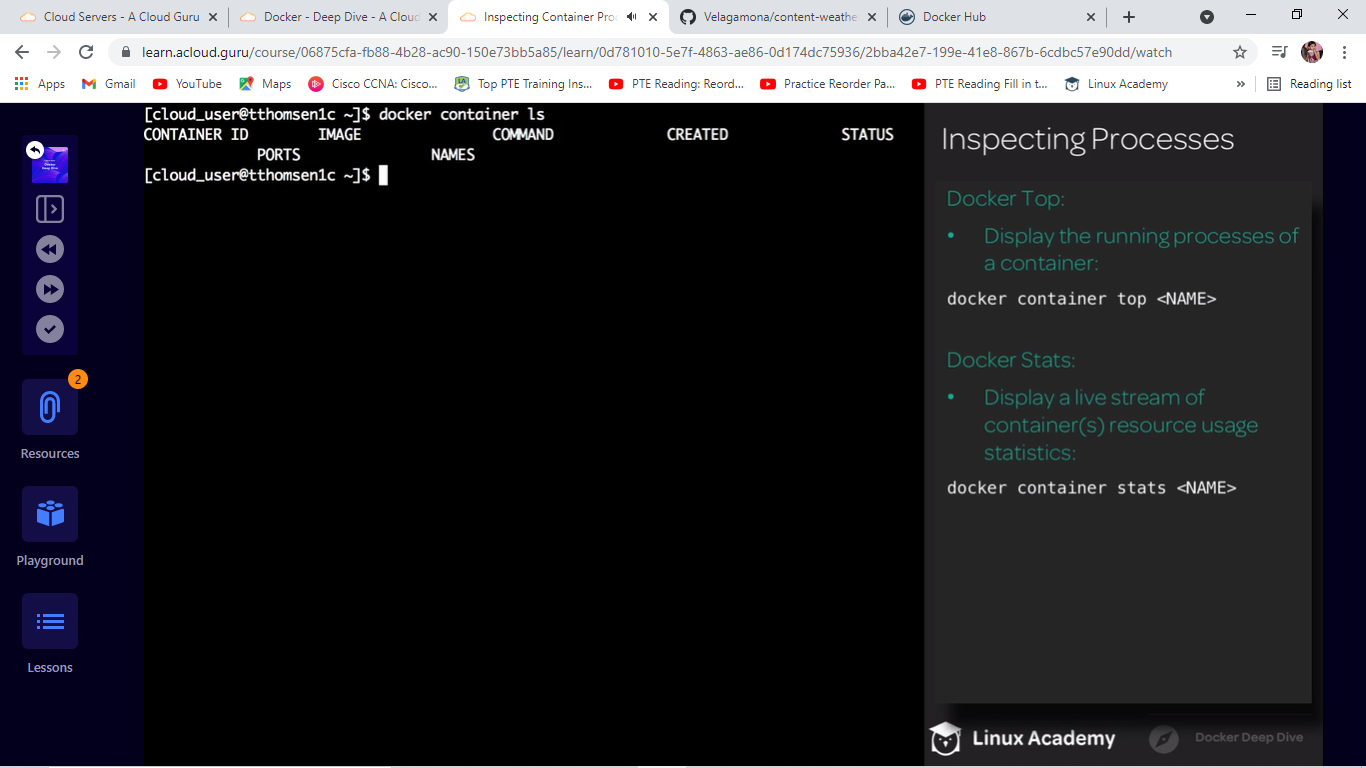 Cloud Servers - A Cloud Guru
Docker - Deep Dive - A Cloud
Inspecting Container Pro
Velagamona/content-weathe
Docker Hub
learn.acloud.guru/course/06875cfa-fb88-4b28-ac90-150e73bb5a85/learn/0d781010-5e7f-4863-ae86-0d174dc75936/2bba42e7-199e-41e8-867b-6cdbc57e90dd/watch
Apps
Gmail
YouTube
Maps
Cisco CCNA: Cisco...
Top PTE Training Ins...
PTE Reading: Reord...
Practice Reorder Pa...
PTE Reading Fill in t...
Linux Academy
»
Reading list
Docker
Deep Dive
2
Resources
Playground
Lessons
[cloud_user@tthomsen1c ~]$ docker container ls
CONTAINER ID IMAGE COMMAND CREATED STATUS
PORTS NAMES
[cloud_user@tthomsen1c ~]$
Inspecting Processes
Docker Top:
• Display the running processes of
a container:
docker container top <NAME>
Docker Stats:
• Display a live stream of
container(s) resource usage
statistics:
docker container stats <NAME>
Linux Academy
Docker Deep Dive